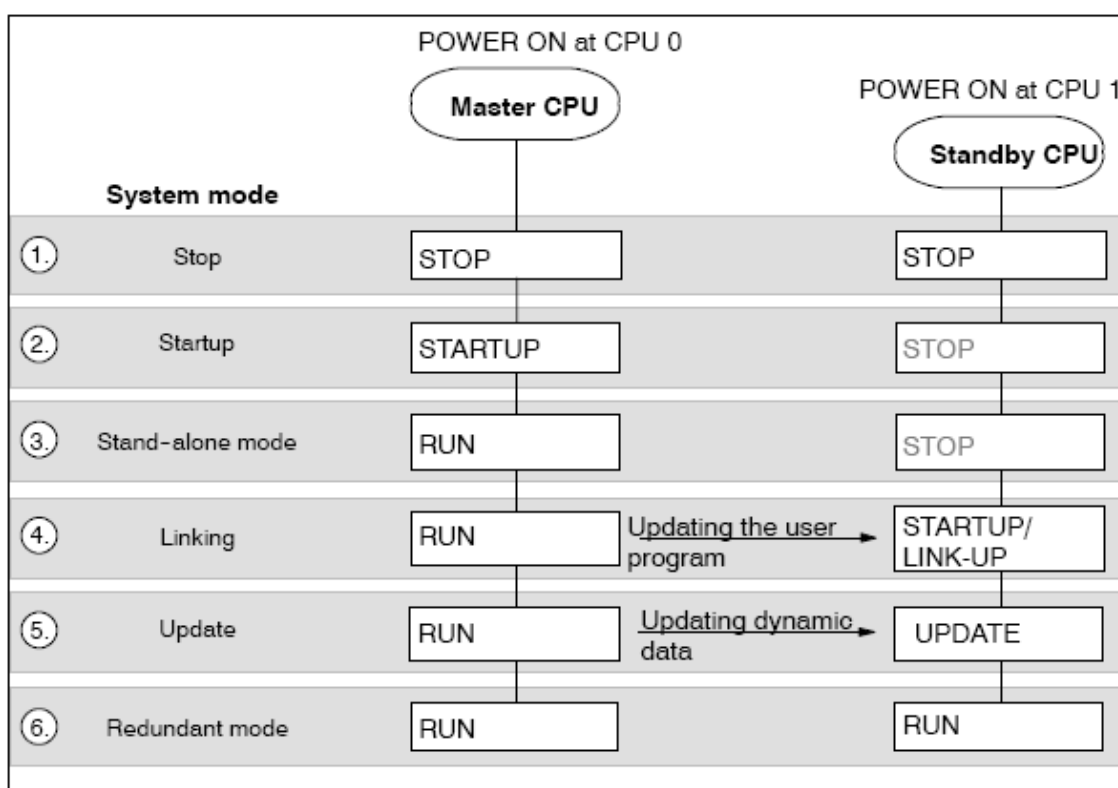 POWER ON at CPU 0
Master CPU
POWER ON at CPU 1
Standby CPU
System mode
1. Stop STOP STOP
2. Startup STARTUP STOP
3. Stand-alone mode RUN STOP
4. Linking RUN Updating the user program STARTUP/ LINK-UP
5. Update RUN Updating dynamic data UPDATE
6. Redundant mode RUN RUN